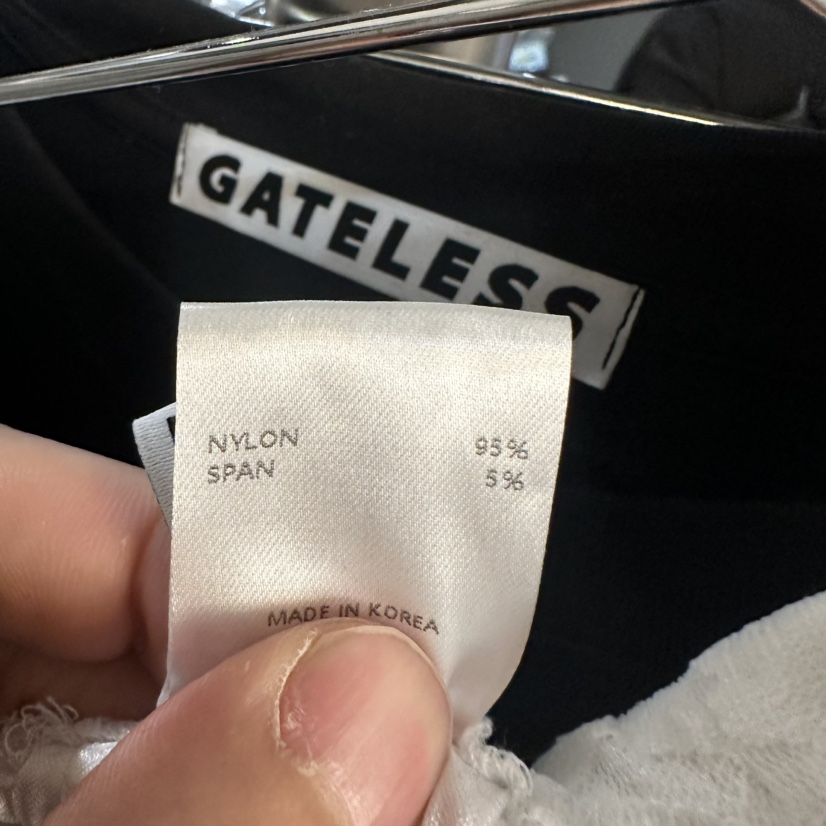 GATELESS
NYLON 95%
SPAN 5%
MADE IN KOREA